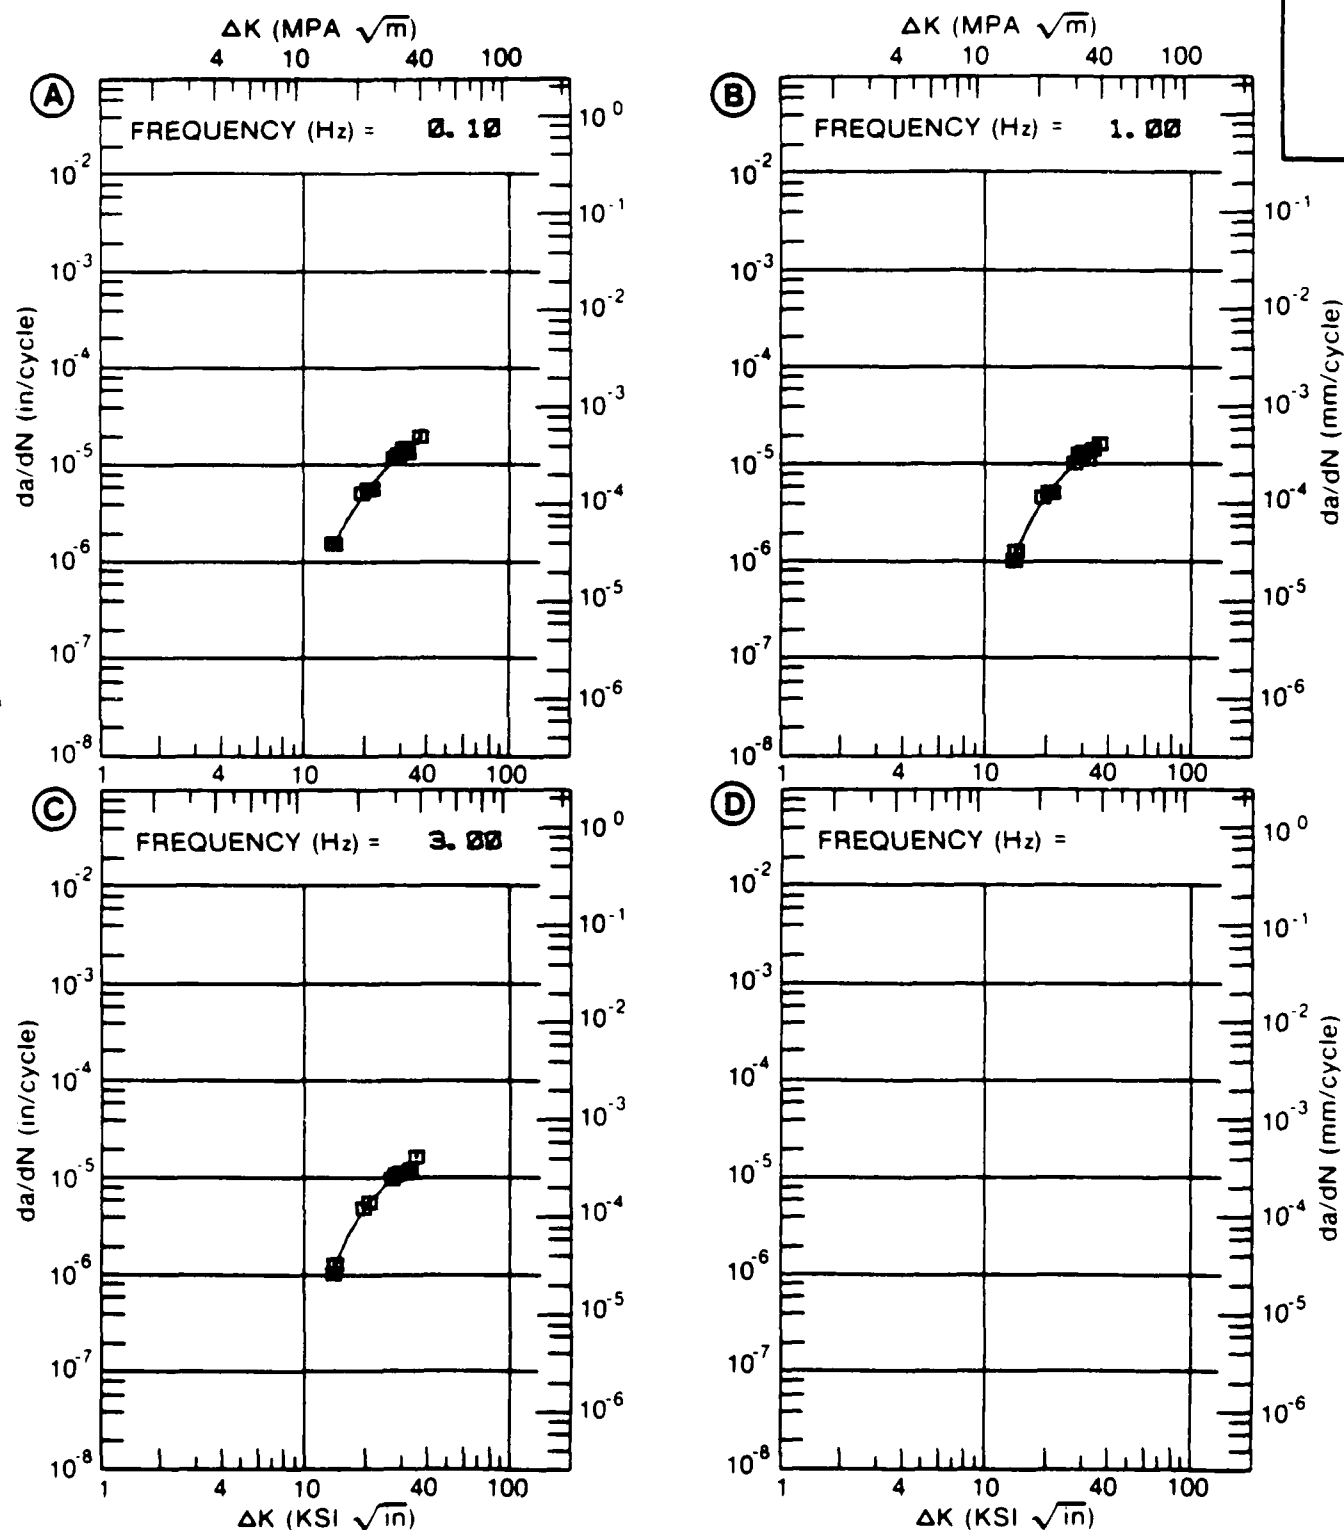 ΔK (MPA √m)
4 10 40 100
A
FREQUENCY (Hz) = 0.10
10^0
10^-2
10^-1
10^-3
10^-2
10^-4
10^-3
10^-5
10^-4
10^-6
10^-5
10^-7
10^-6
10^-8
da/dN (in/cycle)
1 4 10 40 100
ΔK (MPA √m)
4 10 40 100
B
FREQUENCY (Hz) = 1.00
10^-2
10^-1
10^-3
10^-2
10^-4
10^-3
10^-5
10^-4
10^-6
10^-5
10^-7
10^-6
10^-8
da/dN (mm/cycle)
1 4 10 40 100
C
FREQUENCY (Hz) = 3.00
10^0
10^-2
10^-1
10^-3
10^-2
10^-4
10^-3
10^-5
10^-4
10^-6
10^-5
10^-7
10^-6
10^-8
da/dN (in/cycle)
1 4 10 40 100
ΔK (KSI √in)
D
FREQUENCY (Hz) =
10^0
10^-2
10^-1
10^-3
10^-2
10^-4
10^-3
10^-5
10^-4
10^-6
10^-5
10^-7
10^-6
10^-8
da/dN (mm/cycle)
1 4 10 40 100
ΔK (KSI √in)